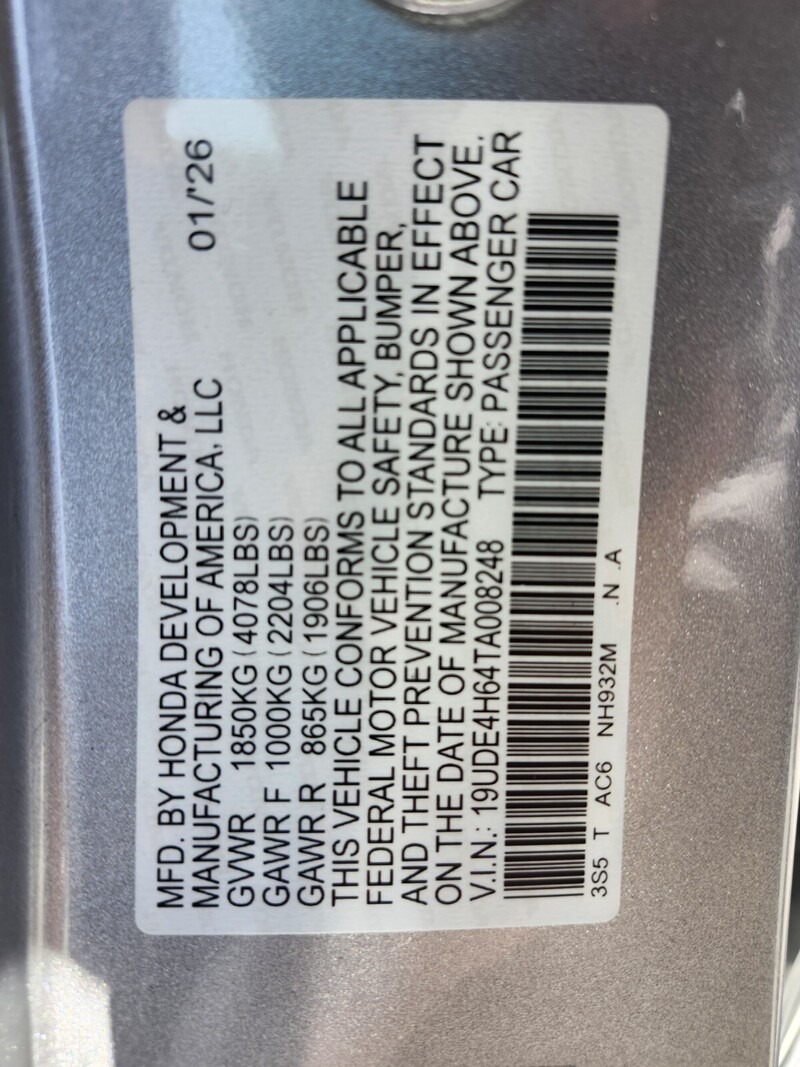 MFD. BY HONDA DEVELOPMENT & 01/'26
MANUFACTURING OF AMERICA, LLC
GVWR 1850KG (4078LBS)
GAWR F 1000KG (2204LBS)
GAWR R 865KG (1906LBS)
THIS VEHICLE CONFORMS TO ALL APPLICABLE
FEDERAL MOTOR VEHICLE SAFETY, BUMPER,
AND THEFT PREVENTION STANDARDS IN EFFECT
ON THE DATE OF MANUFACTURE SHOWN ABOVE.
V.I.N.: 19UDE4H64TA008248 TYPE: PASSENGER CAR
3S5 T AC6 NH932M .N .A